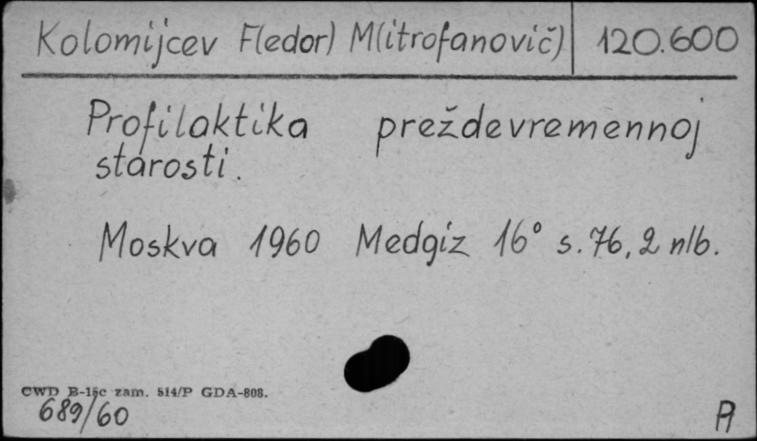 Kolomijcev F(edor) M(itrofanovič) 120.600
Profilaktika preždevremennoj
starosti.
Moskva 1960 Medgiz 16° s. 76, 2 nlb.
CWD B-15c zam. 514/P GDA-808.
689/60